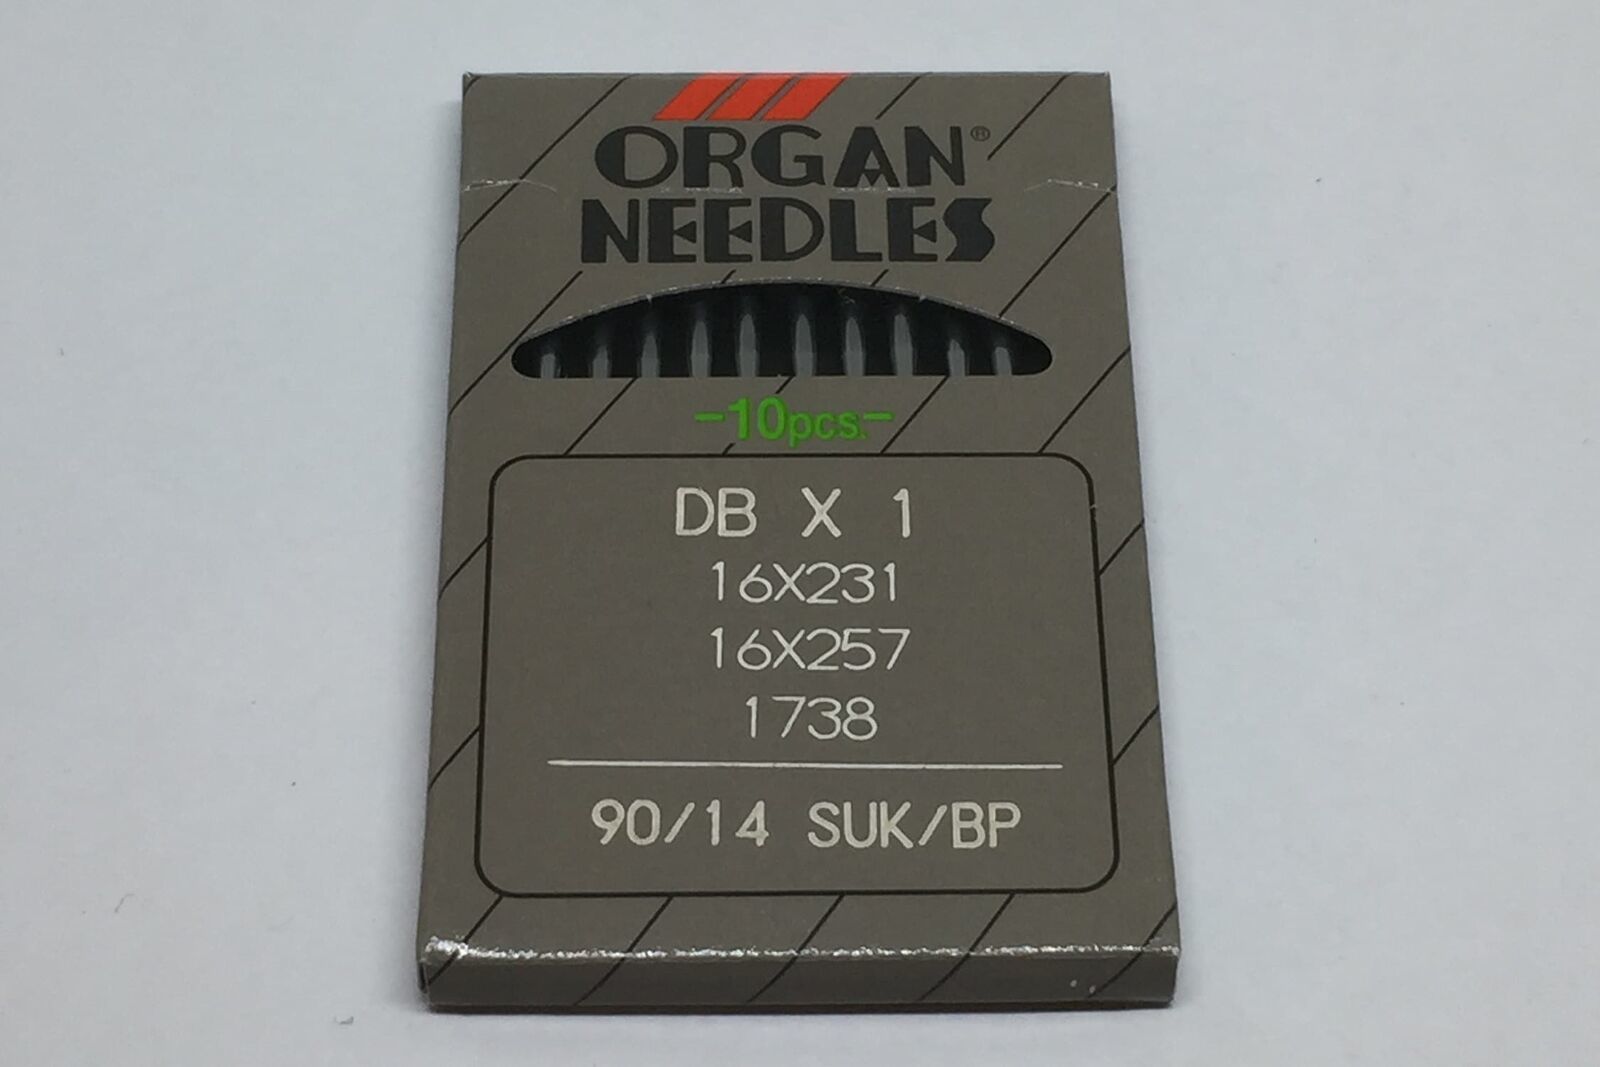 ORGAN®
NEEDLES
-10pcs.-
DB X 1
16X231
16X257
1738
90/14 SUK/BP